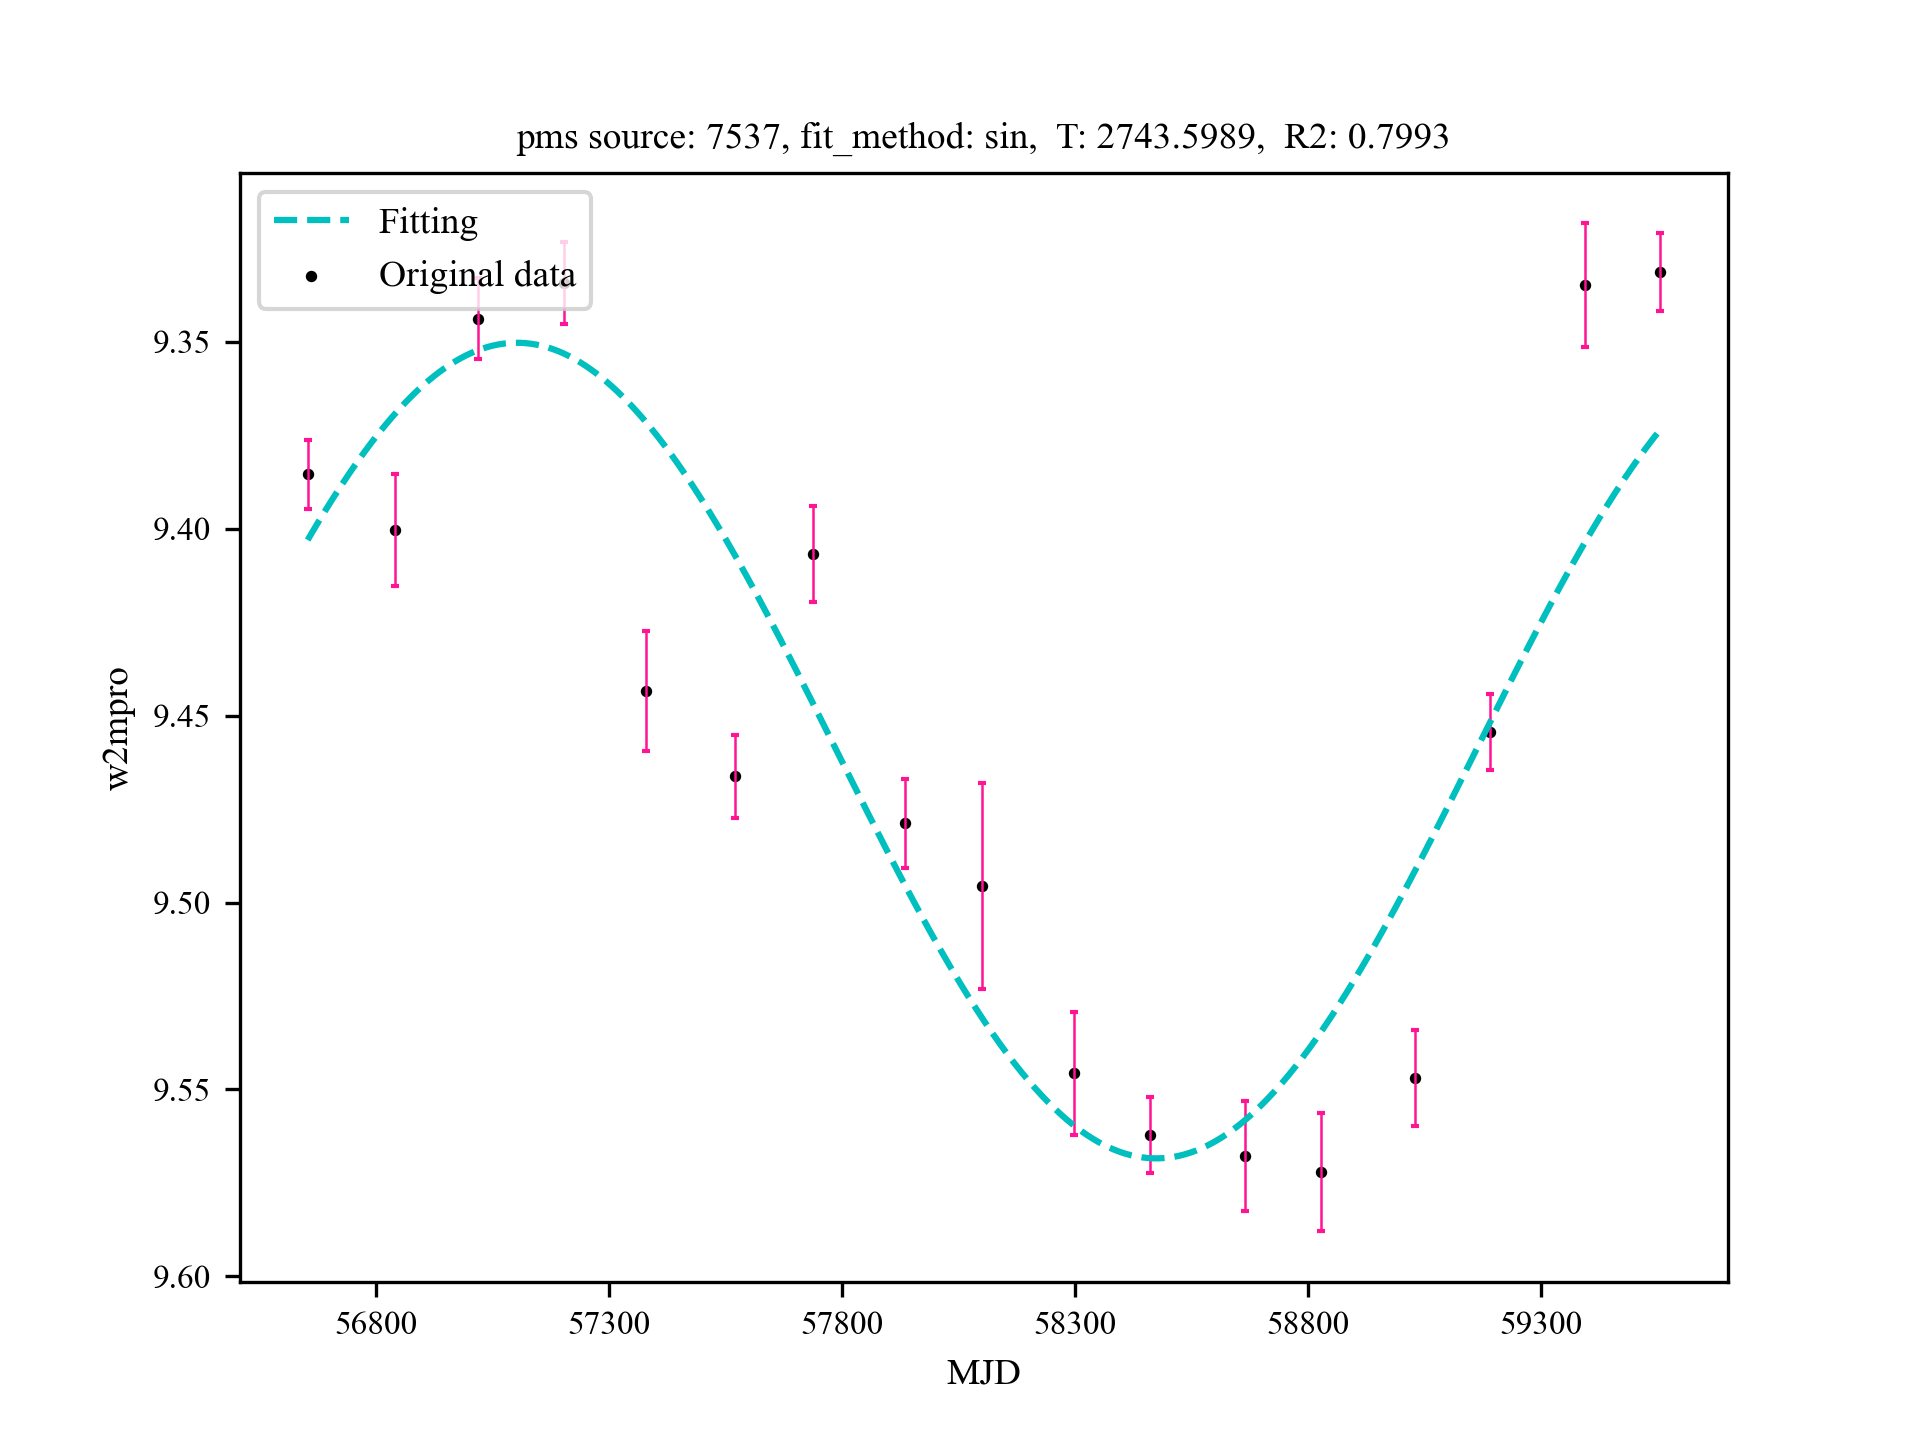 pms source: 7537, fit_method: sin,  T: 2743.5989,  R2: 0.7993
Fitting
Original data
9.35
9.40
9.45
9.50
9.55
9.60
w2mpro
56800 57300 57800 58300 58800 59300
MJD